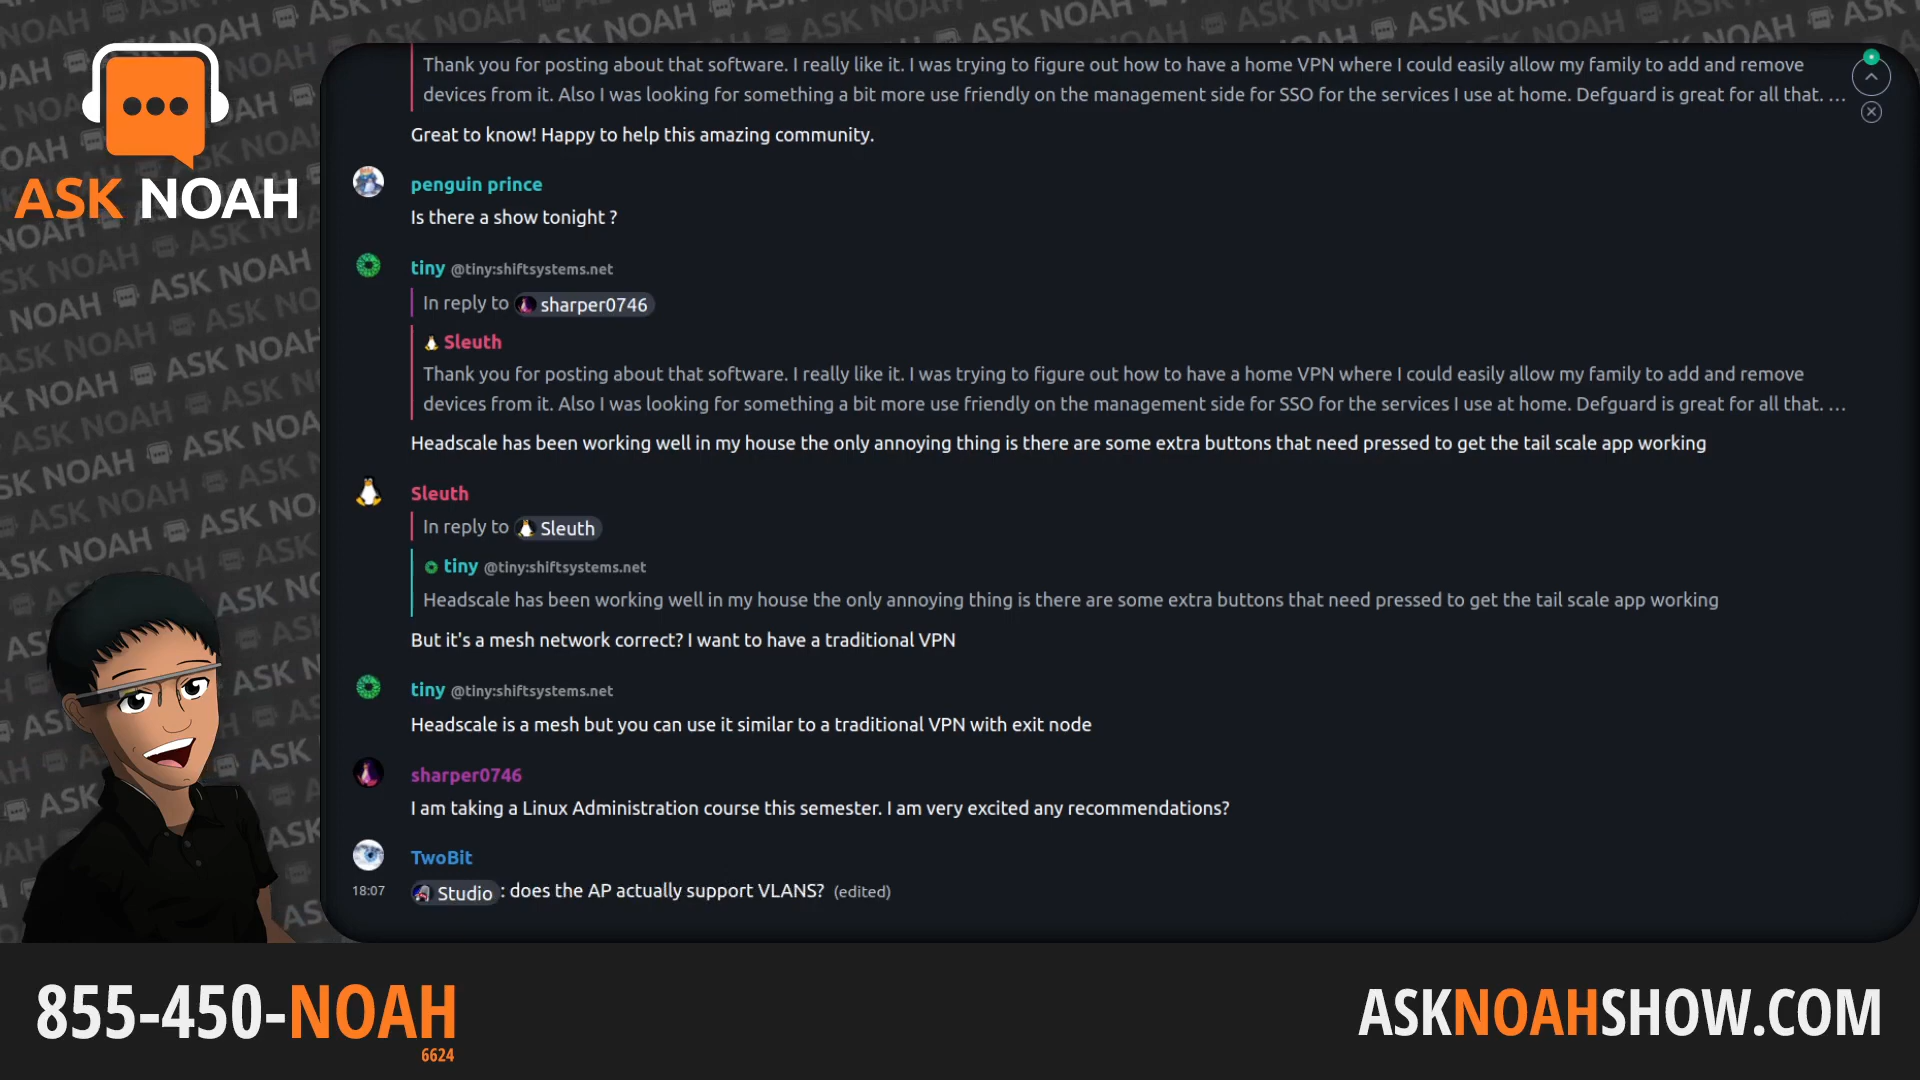 ASK NOAH
Thank you for posting about that software. I really like it. I was trying to figure out how to have a home VPN where I could easily allow my family to add and remove
devices from it. Also I was looking for something a bit more use friendly on the management side for SSO for the services I use at home. Defguard is great for all that. ...
Great to know! Happy to help this amazing community.
penguin prince
Is there a show tonight ?
tiny @tiny:shiftsystems.net
In reply to sharper0746
Sleuth
Thank you for posting about that software. I really like it. I was trying to figure out how to have a home VPN where I could easily allow my family to add and remove
devices from it. Also I was looking for something a bit more use friendly on the management side for SSO for the services I use at home. Defguard is great for all that. ...
Headscale has been working well in my house the only annoying thing is there are some extra buttons that need pressed to get the tail scale app working
Sleuth
In reply to Sleuth
tiny @tiny:shiftsystems.net
Headscale has been working well in my house the only annoying thing is there are some extra buttons that need pressed to get the tail scale app working
But it's a mesh network correct? I want to have a traditional VPN
tiny @tiny:shiftsystems.net
Headscale is a mesh but you can use it similar to a traditional VPN with exit node
sharper0746
I am taking a Linux Administration course this semester. I am very excited any recommendations?
TwoBit
18:07 Studio : does the AP actually support VLANS? (edited)
855-450-NOAH
6624
ASKNOAHSHOW.COM